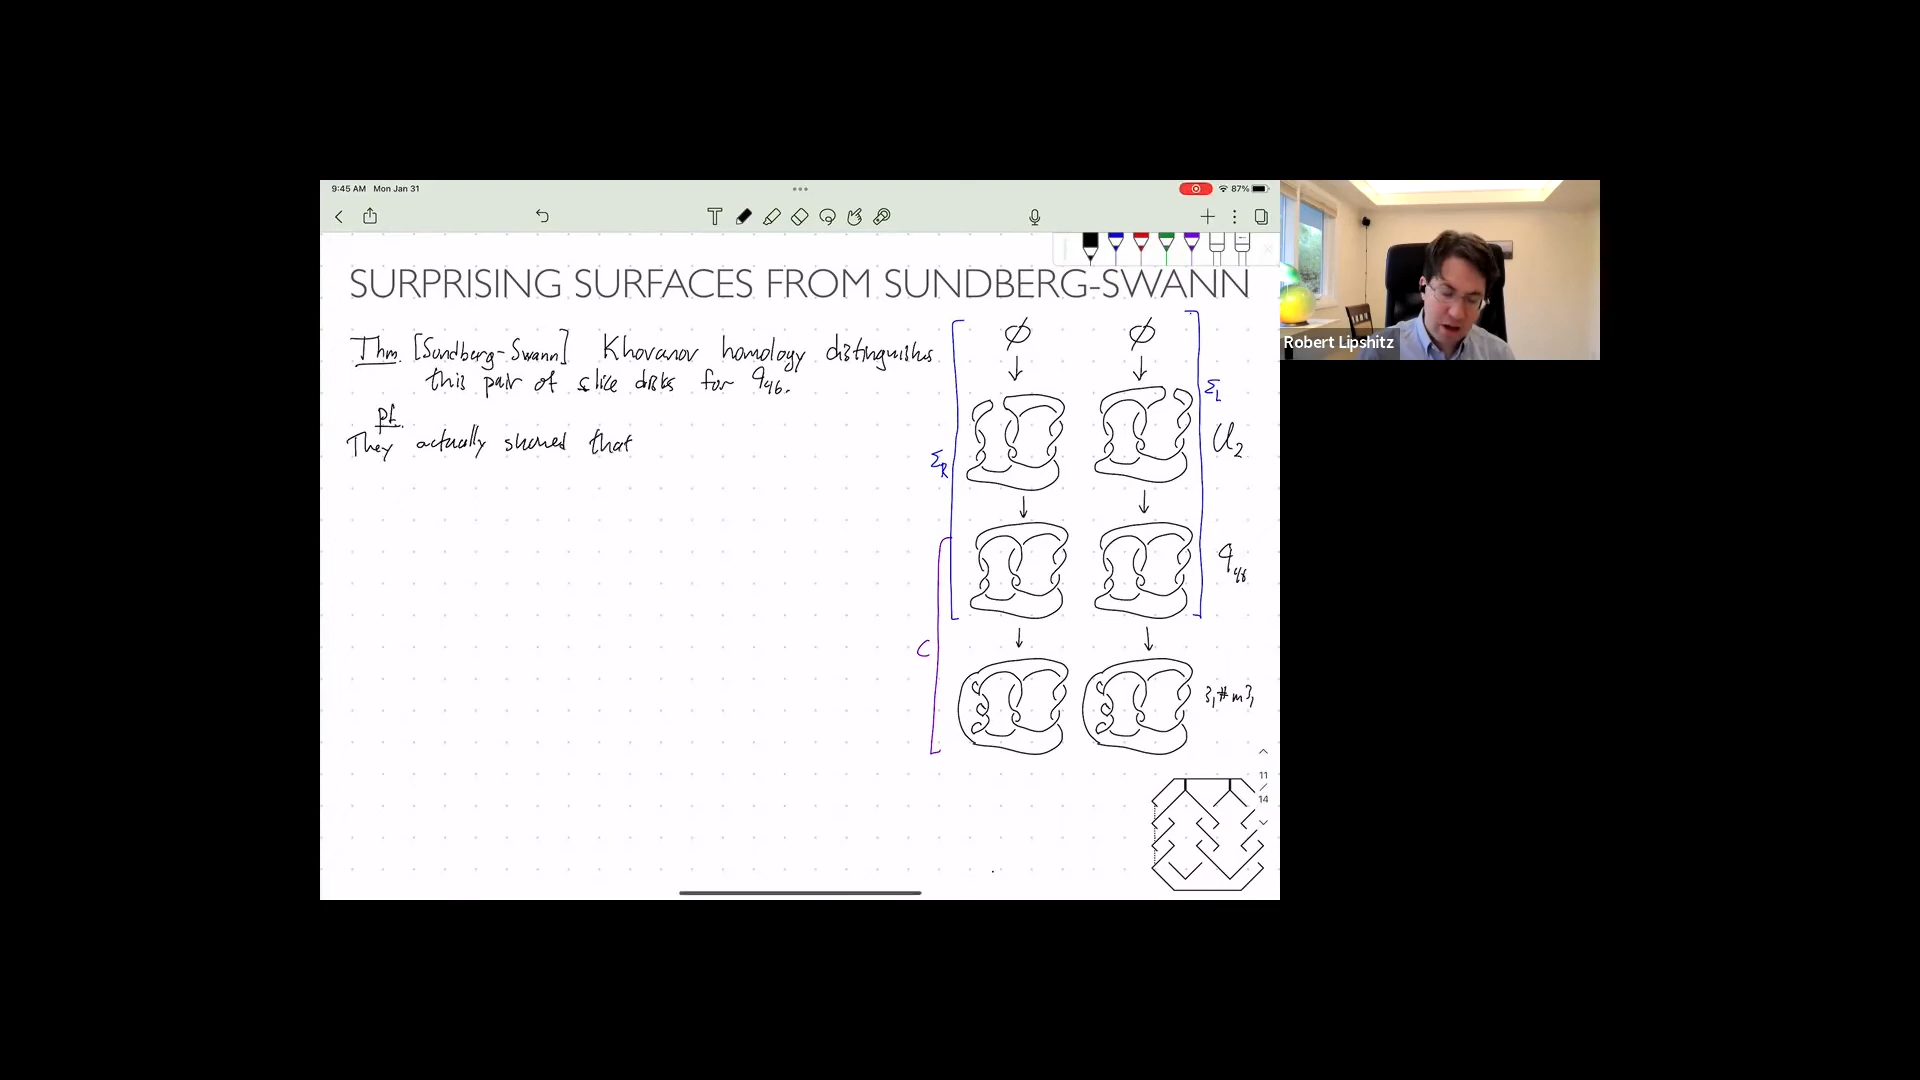 9:45 AM Mon Jan 31
87%
SURPRISING SURFACES FROM SUNDBERG-SWANN
Thm. [Sundberg-Swann] Khovanov homology distinguishes
this pair of slice disks for 9₄₆.
pf.
They actually showed that
∅ ∅
Σ_L
U₂
Σ_R
9₄₆
C
3₁ # m3₁
11
/
14
Robert Lipshitz